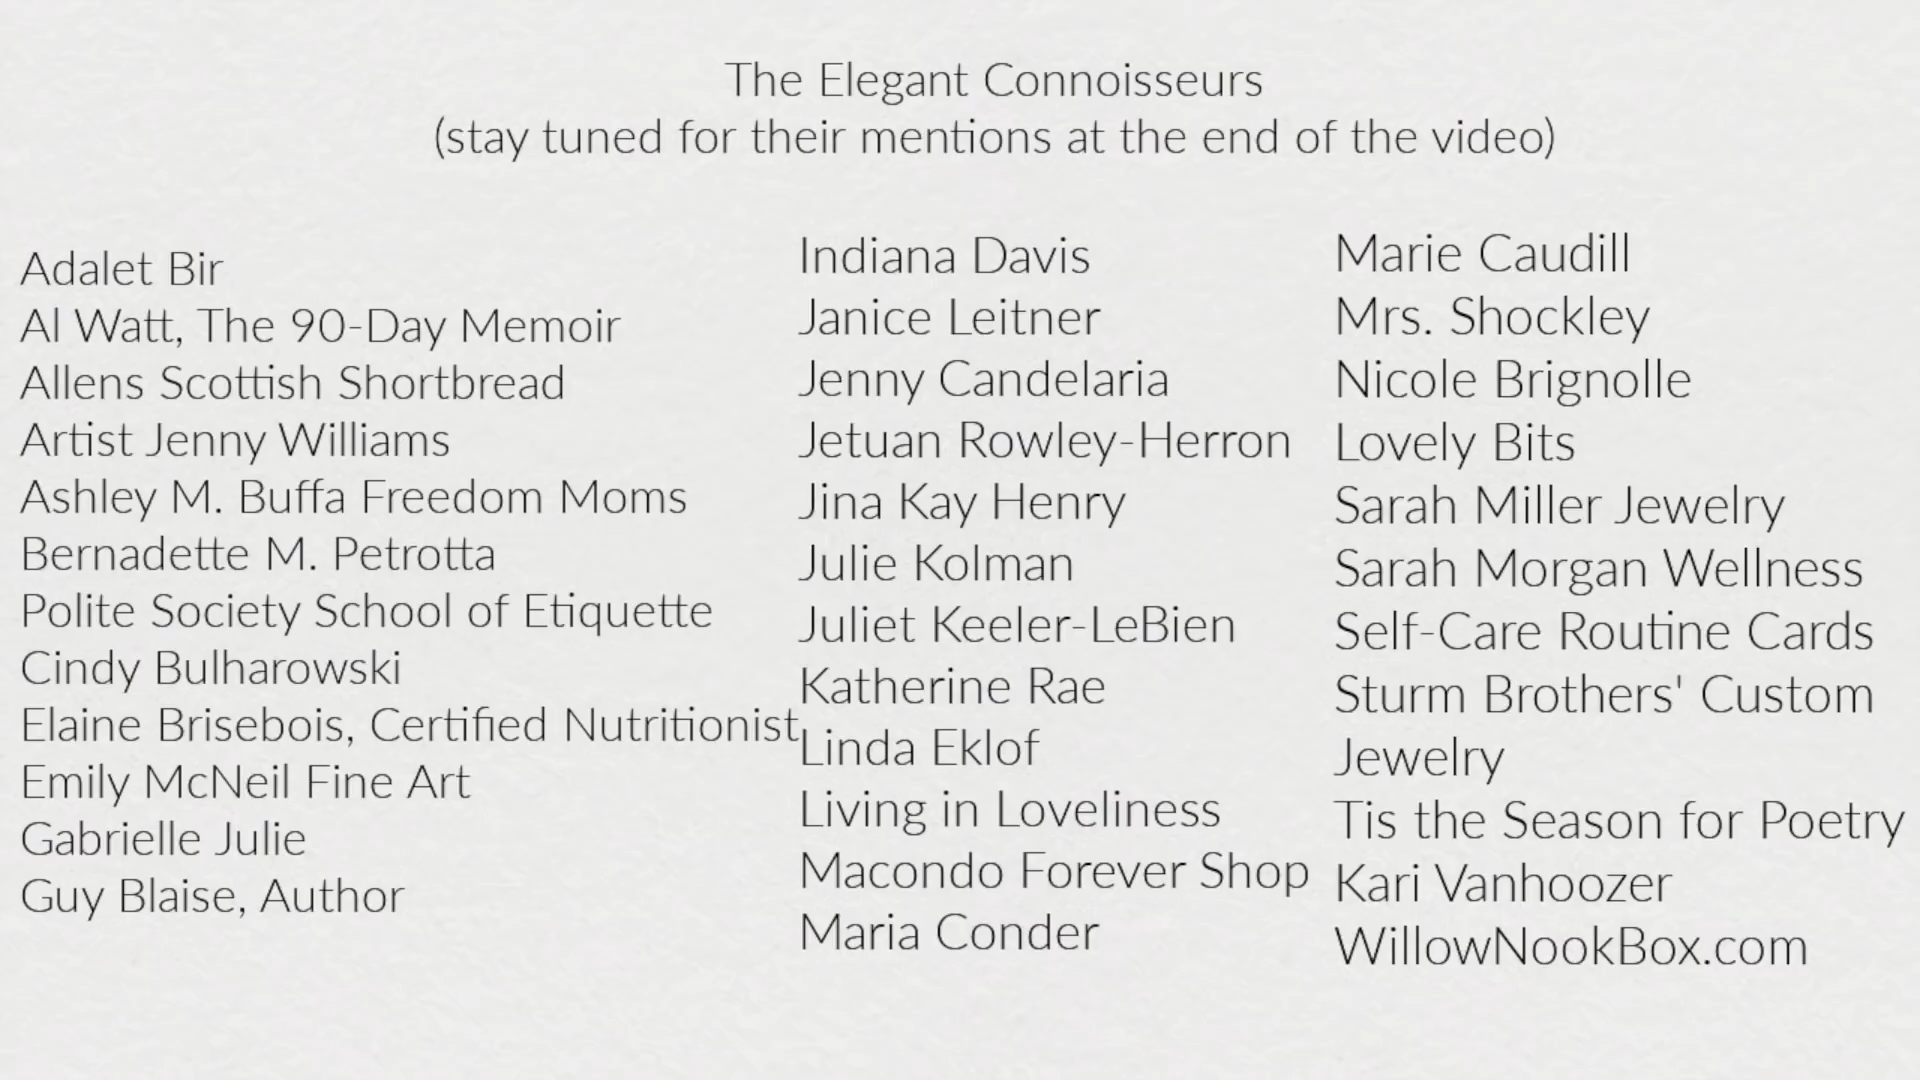 The Elegant Connoisseurs
(stay tuned for their mentions at the end of the video)
Adalet Bir
Al Watt, The 90-Day Memoir
Allens Scottish Shortbread
Artist Jenny Williams
Ashley M. Buffa Freedom Moms
Bernadette M. Petrotta
Polite Society School of Etiquette
Cindy Bulharowski
Elaine Brisebois, Certified Nutritionist
Emily McNeil Fine Art
Gabrielle Julie
Guy Blaise, Author
Indiana Davis
Janice Leitner
Jenny Candelaria
Jetuan Rowley-Herron
Jina Kay Henry
Julie Kolman
Juliet Keeler-LeBien
Katherine Rae
Linda Eklof
Living in Loveliness
Macondo Forever Shop
Maria Conder
Marie Caudill
Mrs. Shockley
Nicole Brignolle
Lovely Bits
Sarah Miller Jewelry
Sarah Morgan Wellness
Self-Care Routine Cards
Sturm Brothers' Custom
Jewelry
Tis the Season for Poetry
Kari Vanhoozer
WillowNookBox.com